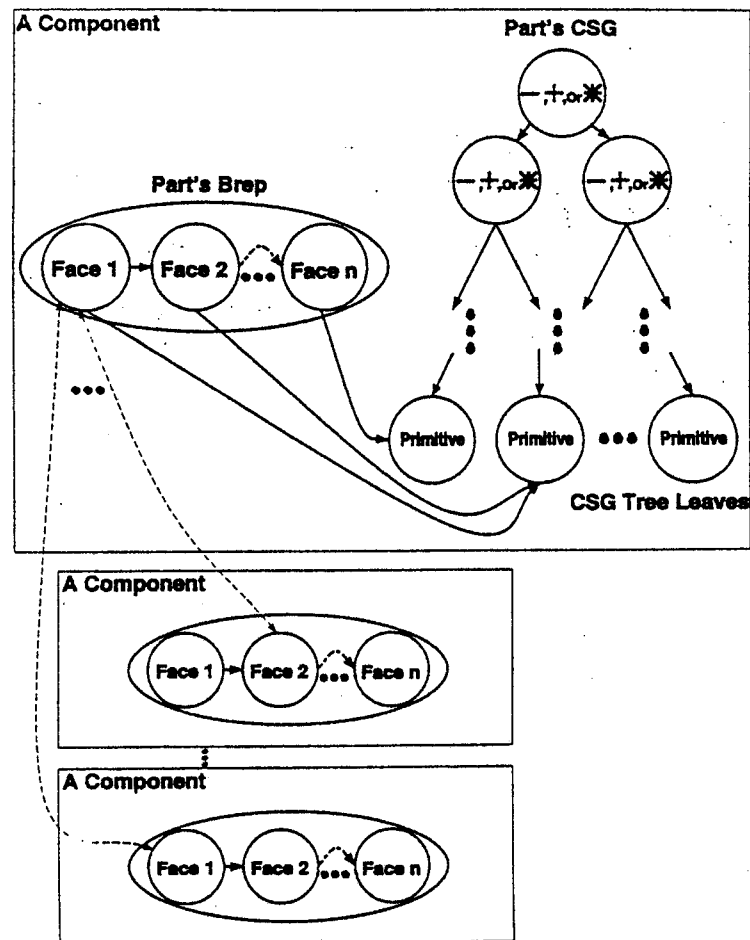 A Component
Part's CSG
−,+,or*
−,+,or*
−,+,or*
Part's Brep
Face 1
Face 2
•••
Face n
•••
Primitive
Primitive
•••
Primitive
CSG Tree Leaves
A Component
Face 1
Face 2
•••
Face n
A Component
Face 1
Face 2
•••
Face n